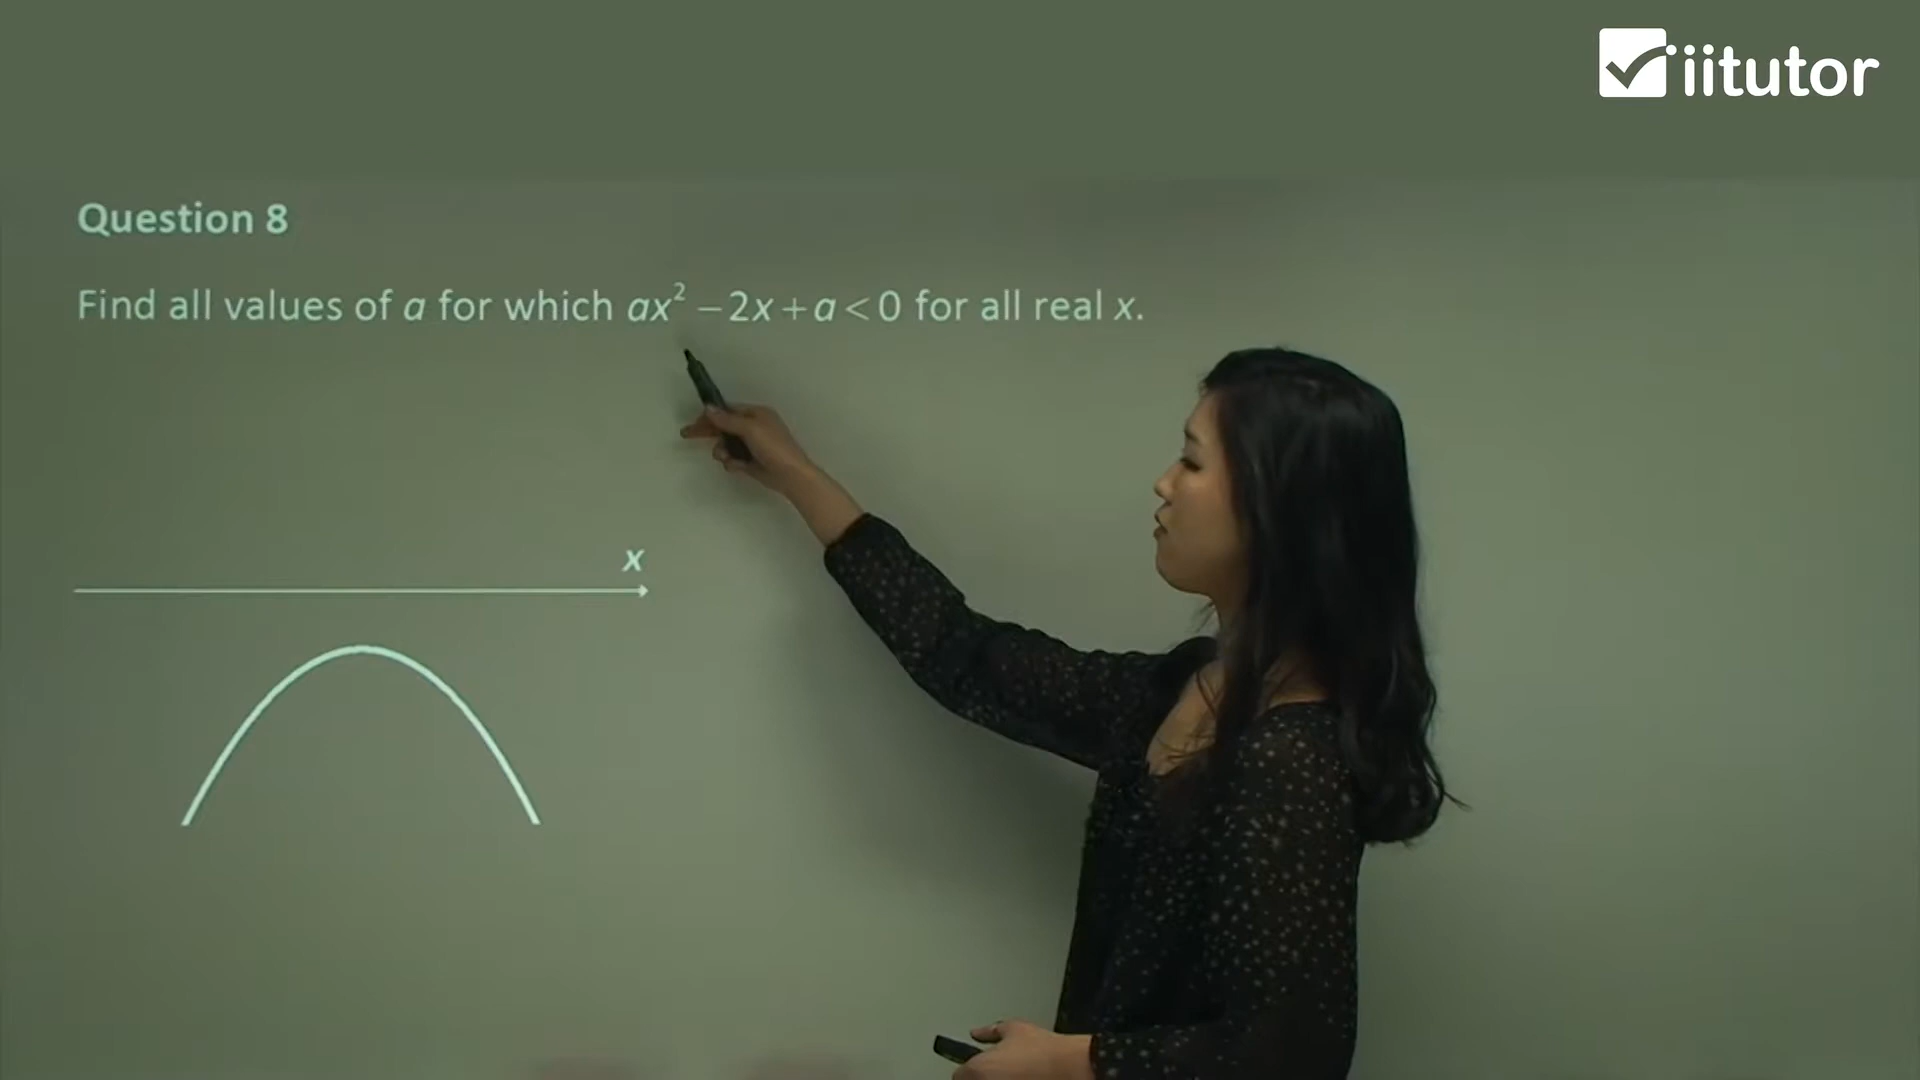 iitutor
Question 8
Find all values of a for which ax² − 2x + a < 0 for all real x.
x